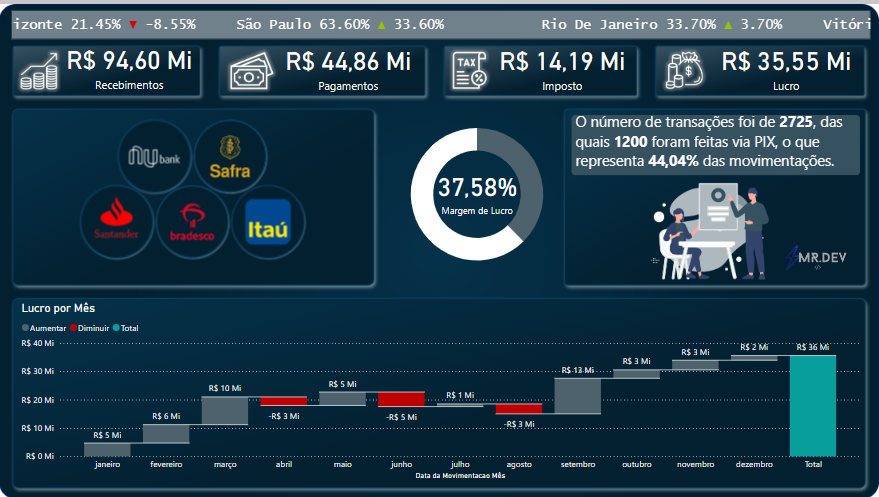 izonte 21.45% ▼ -8.55% São Paulo 63.60% ▲ 33.60% Rio De Janeiro 33.70% ▲ 3.70% Vitóri
R$ 94,60 Mi
Recebimentos
R$ 44,86 Mi
Pagamentos
TAX
R$ 14,19 Mi
Imposto
R$ 35,55 Mi
Lucro
nubank
Safra
Santander
bradesco
Itaú
37,58%
Margem de Lucro
O número de transações foi de 2725, das
quais 1200 foram feitas via PIX, o que
representa 44,04% das movimentações.
MR.DEV
Lucro por Mês
Aumentar Diminuir Total
R$ 40 Mi
R$ 30 Mi
R$ 20 Mi
R$ 10 Mi
R$ 0 Mi
R$ 5 Mi
R$ 6 Mi
R$ 10 Mi
-R$ 3 Mi
R$ 5 Mi
-R$ 5 Mi
R$ 1 Mi
-R$ 3 Mi
R$ 13 Mi
R$ 3 Mi
R$ 3 Mi
R$ 2 Mi
R$ 36 Mi
janeiro fevereiro março abril maio junho julho agosto setembro outubro novembro dezembro Total
Data da Movimentacao Mês